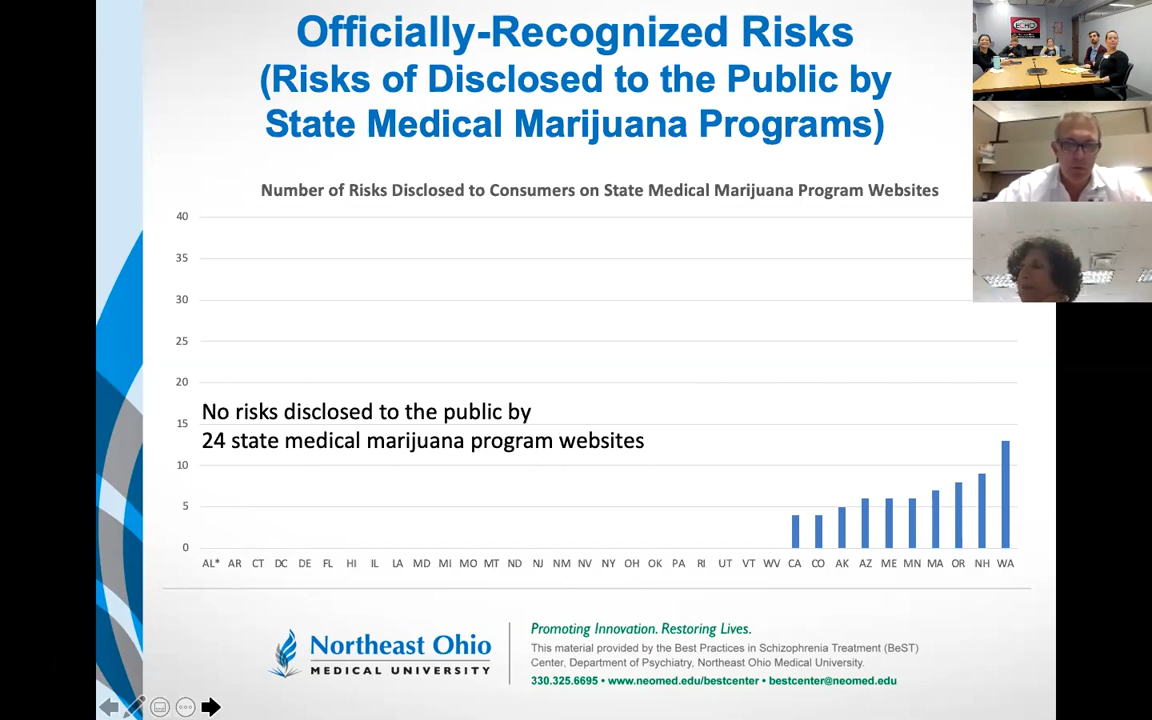 Officially-Recognized Risks
(Risks of Disclosed to the Public by
State Medical Marijuana Programs)
Number of Risks Disclosed to Consumers on State Medical Marijuana Program Websites
40
35
30
25
20
15
10
5
0
No risks disclosed to the public by
24 state medical marijuana program websites
AL* AR CT DC DE FL HI IL LA MD MI MO MT ND NJ NM NV NY OH OK PA RI UT VT WV CA CO AK AZ ME MN MA OR NH WA
Northeast Ohio
MEDICAL UNIVERSITY
Promoting Innovation. Restoring Lives.
This material provided by the Best Practices in Schizophrenia Treatment (BeST)
Center, Department of Psychiatry, Northeast Ohio Medical University.
330.325.6695 • www.neomed.edu/bestcenter • bestcenter@neomed.edu
ECHO